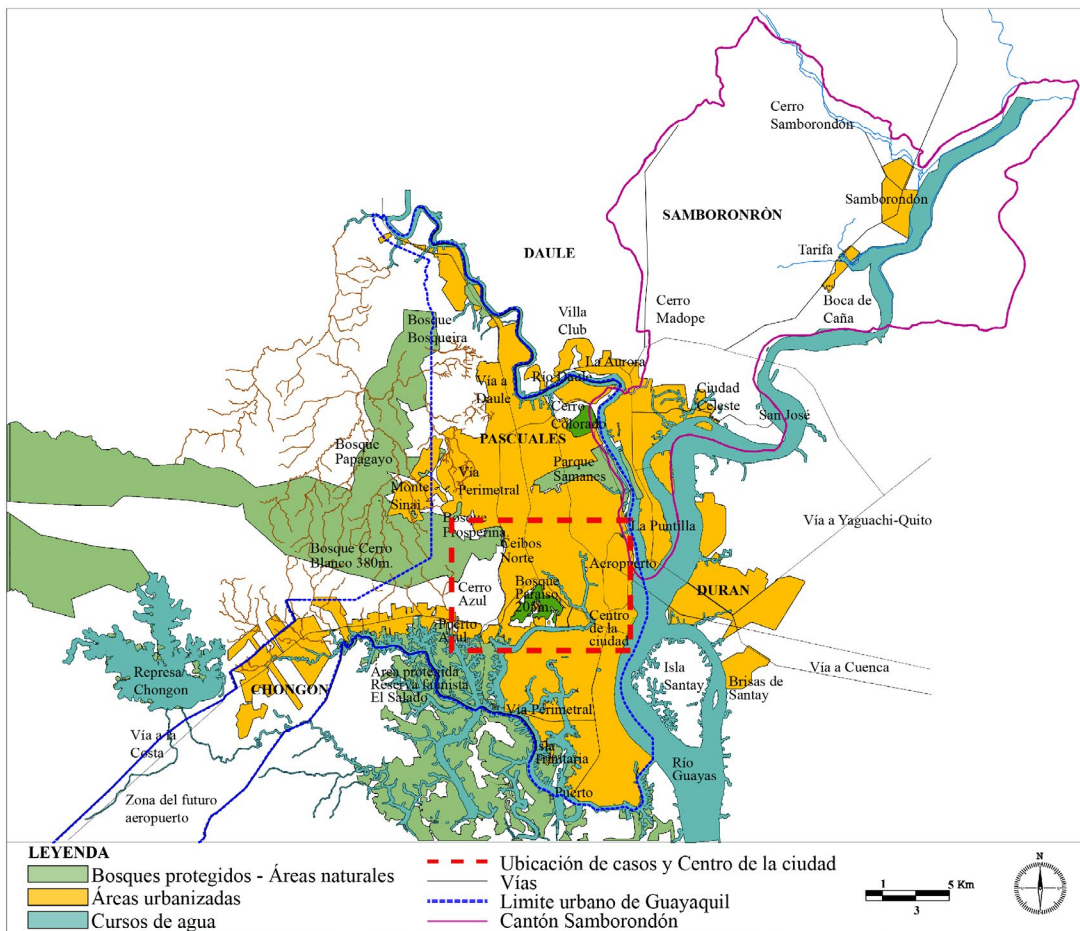 Cerro
Samborondón
Samborondón
SAMBORONRÒN
Tarifa
DAULE
Boca de
Caña
Cerro
Madope
Villa
Club
Bosque
Bosqueira
La Aurora
Río Daule
Vía a
Daule
Ciudad
Celeste
San José
Cerro
Colorado
PASCUALES
Bosque
Papagayo
Parque
Samanes
Vía
Perimetral
Monte
Sinai
Bosque
Prosperina
La Puntilla
Vía a Yaguachi-Quito
Ceibos
Norte
Bosque Cerro
Blanco 380m.
Aeropuerto
Cerro
Azul
Bosque
Paraiso
205m.
DURAN
Centro
de la
ciudad
Puerto
Azul
Isla
Santay
Vía a Cuenca
Brisas de
Santay
Represa
Chongon
CHONGON
Área protegida
Reserva faunista
El Salado
Vía Perimetral
Vía a la
Costa
Isla
Trinitaria
Río
Guayas
Puerto
Zona del futuro
aeropuerto
LEYENDA
Bosques protegidos - Áreas naturales
Áreas urbanizadas
Cursos de agua
Ubicación de casos y Centro de la ciudad
Vías
Limite urbano de Guayaquil
Cantón Samborondón
1 5 Km
3
N